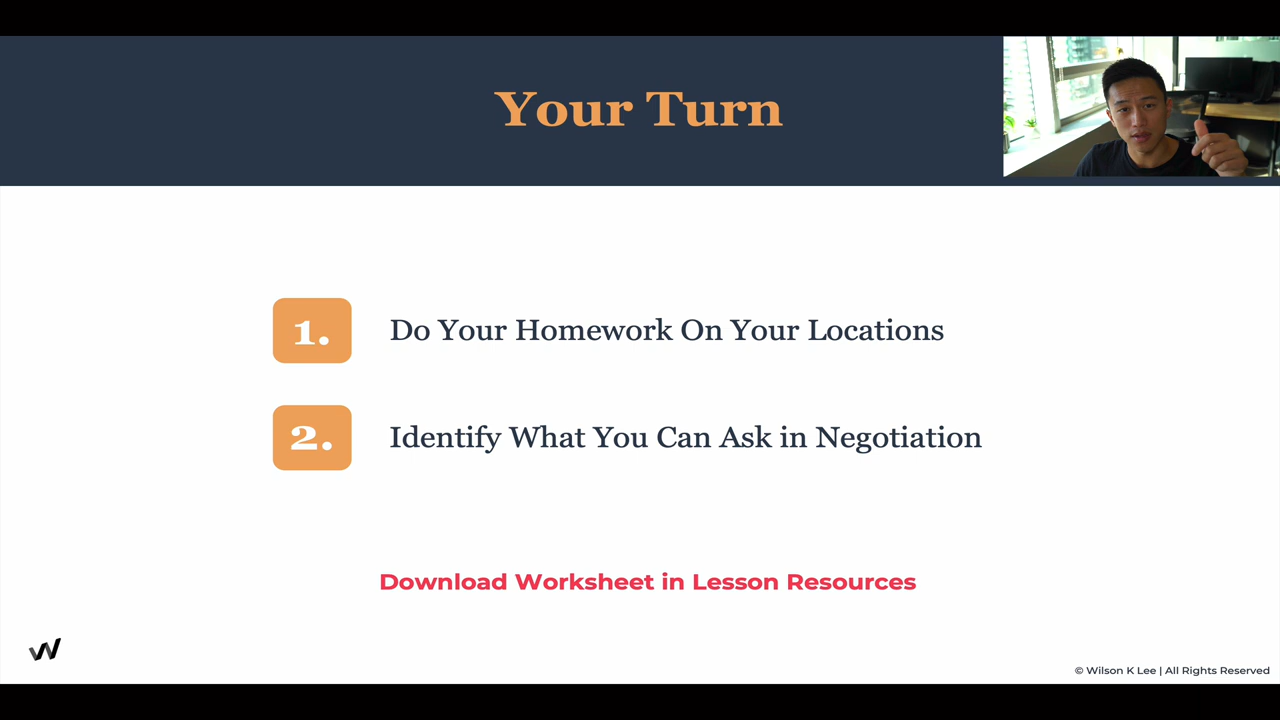 Your Turn
1.
Do Your Homework On Your Locations
2.
Identify What You Can Ask in Negotiation
Download Worksheet in Lesson Resources
W
© Wilson K Lee | All Rights Reserved